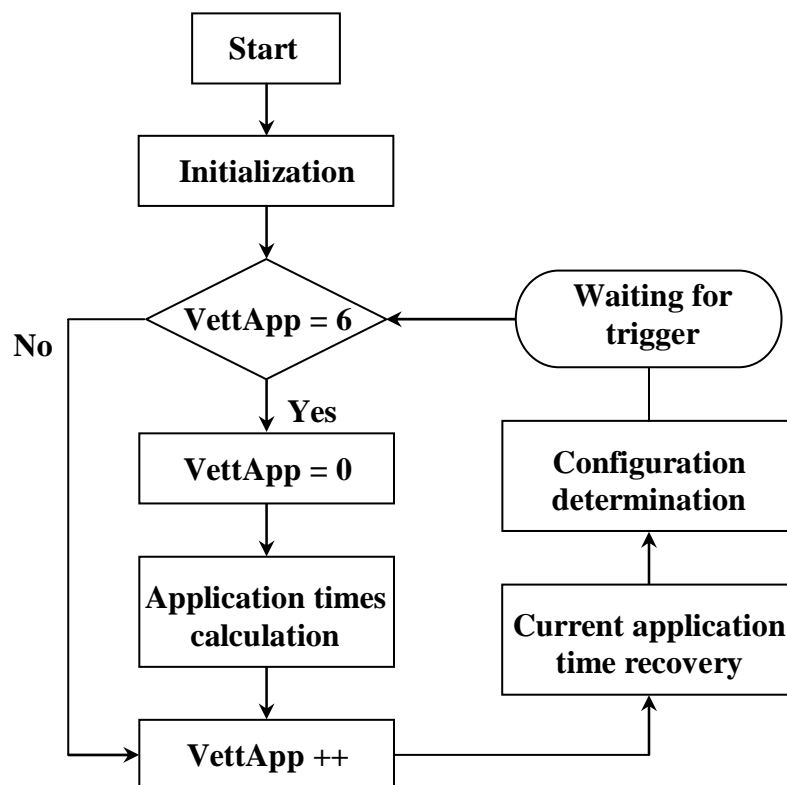 Start
Initialization
VettApp = 6
Waiting for
trigger
No
Yes
VettApp = 0
Configuration
determination
Application times
calculation
Current application
time recovery
VettApp ++